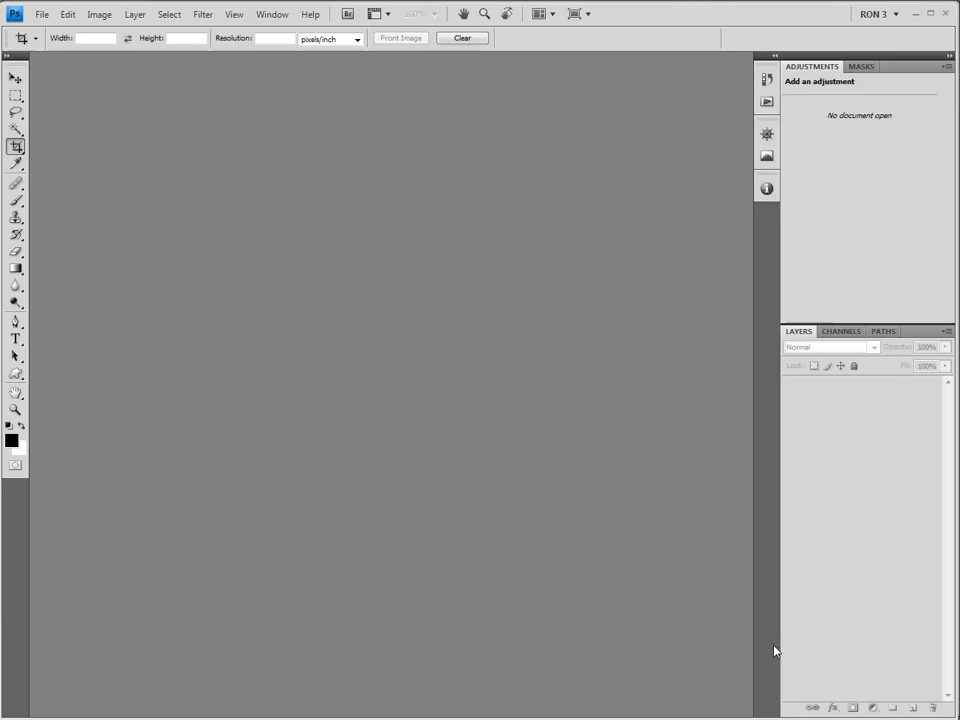 Ps File Edit Image Layer Select Filter View Window Help Br 100% RON 3
Width: Height: Resolution: pixels/inch Front Image Clear
ADJUSTMENTS MASKS
Add an adjustment
No document open
LAYERS CHANNELS PATHS
Normal Opacity: 100%
Lock: Fill: 100%
T
fx